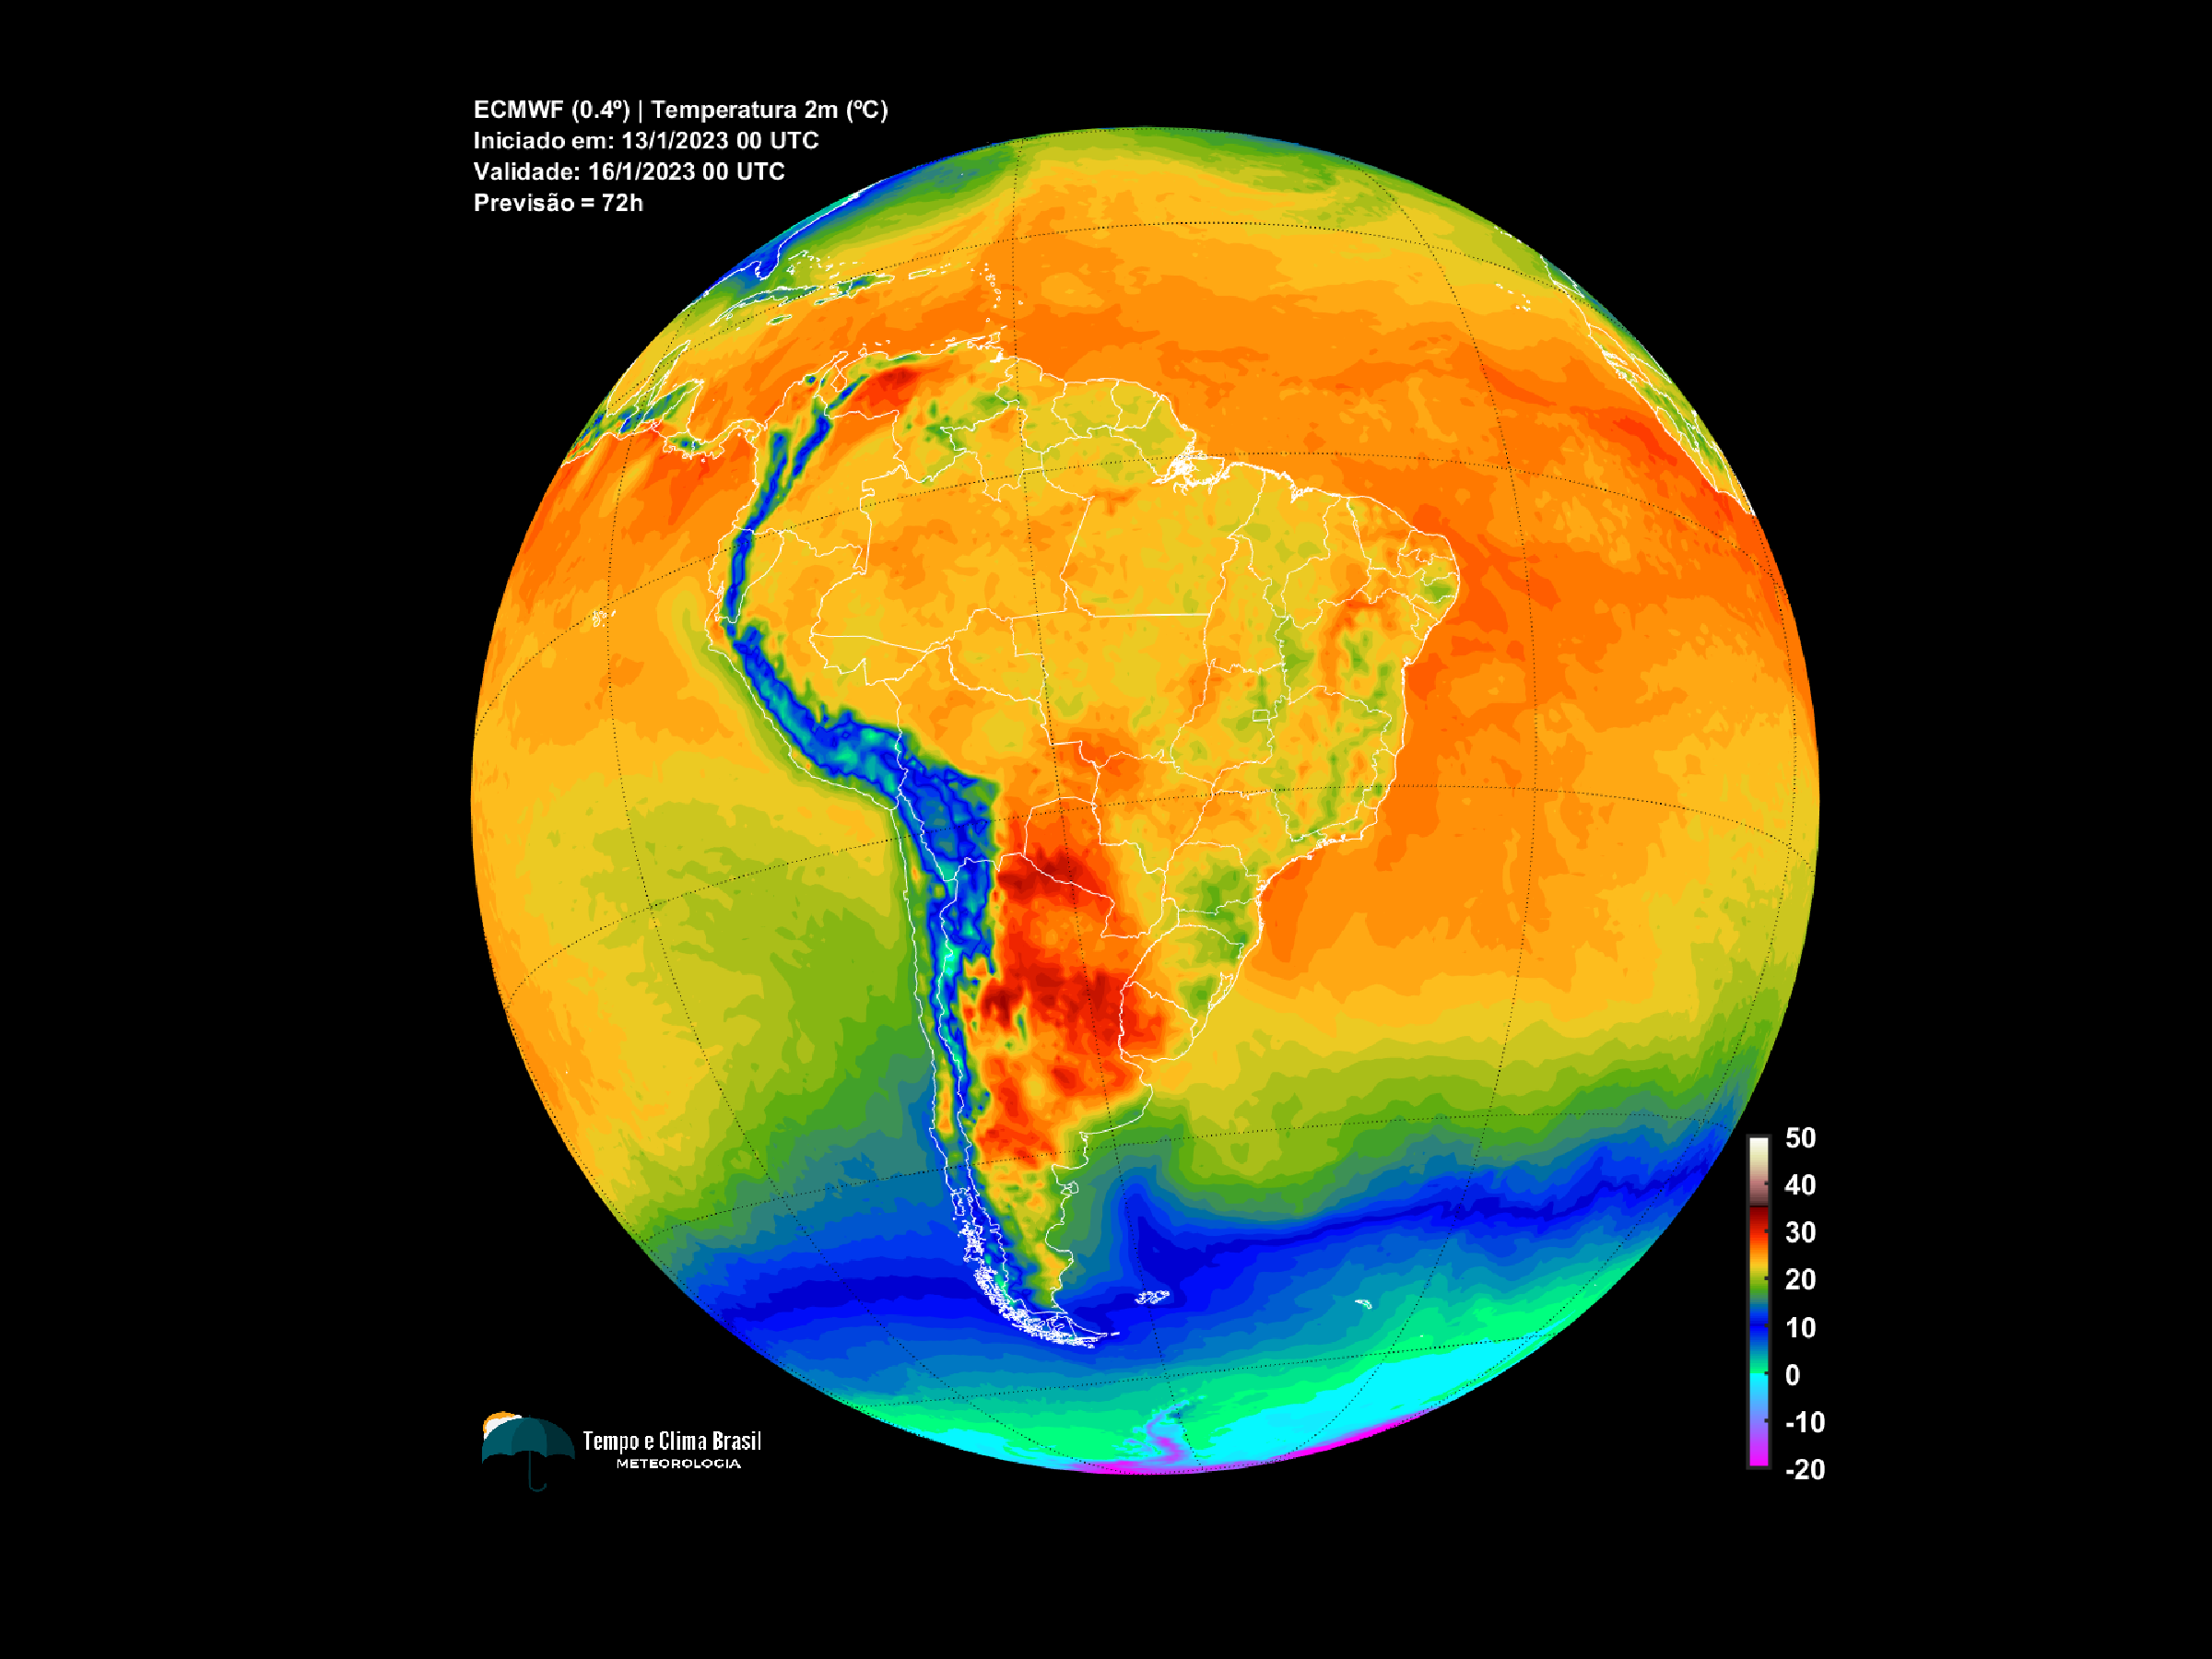 ECMWF (0.4º) | Temperatura 2m (ºC)
Iniciado em: 13/1/2023 00 UTC
Validade: 16/1/2023 00 UTC
Previsão = 72h
50
40
30
20
10
0
-10
-20
Tempo e Clima Brasil
METEOROLOGIA